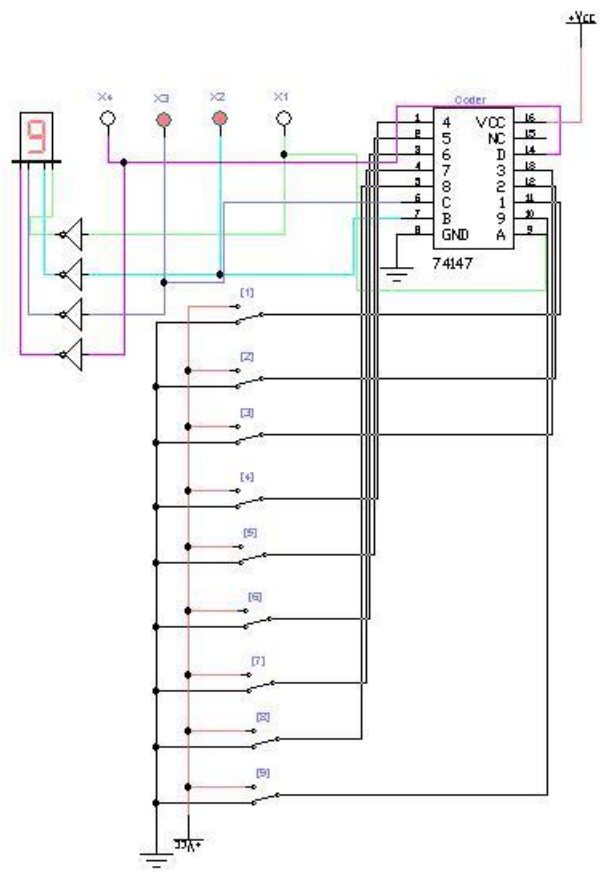 +Vcc
X4 X3 X2 X1
Coder
9
1 4 VCC 16
2 5 NC 15
3 6 D 14
4 7 3 13
5 8 2 12
6 C 1 11
7 B 9 10
8 GND A 9
74147
[1]
[2]
[3]
[4]
[5]
[6]
[7]
[8]
[9]
+Vcc